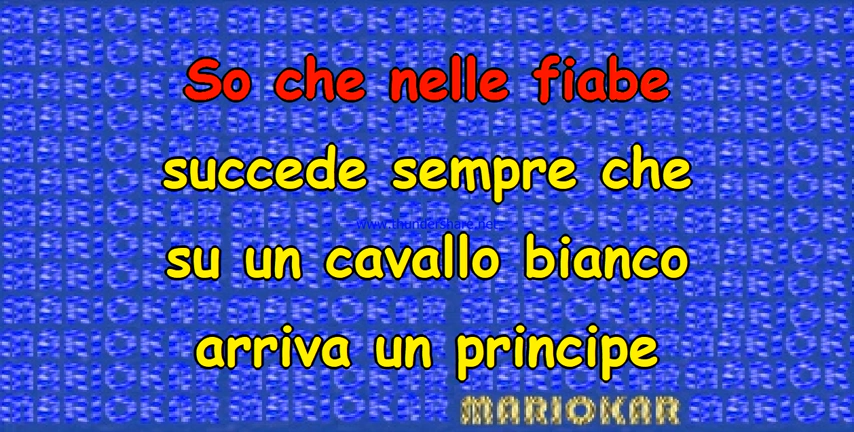 So che nelle fiabe
succede sempre che
www.thundershare.net
su un cavallo bianco
arriva un principe
MARIOKAR